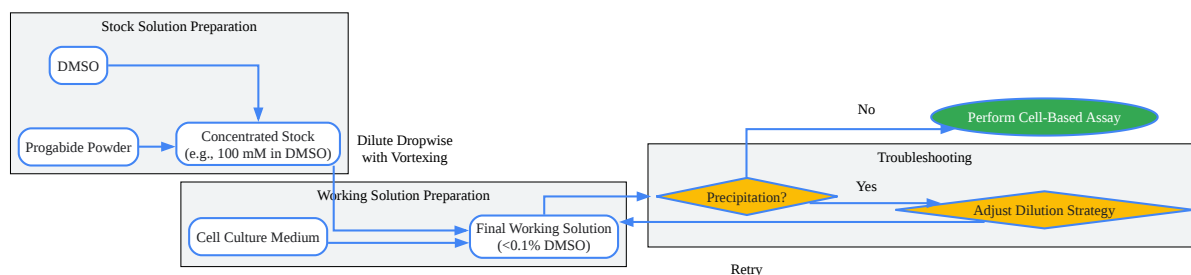 Stock Solution Preparation
DMSO
Progabide Powder
Concentrated Stock
(e.g., 100 mM in DMSO)
Dilute Dropwise
with Vortexing
Working Solution Preparation
Cell Culture Medium
Final Working Solution
(<0.1% DMSO)
No
Perform Cell-Based Assay
Troubleshooting
Precipitation?
Yes
Adjust Dilution Strategy
Retry